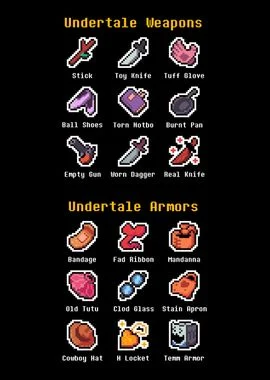 Undertale Weapons
Stick Toy Knife Tuff Glove
Ball Shoes Torn Notbo Burnt Pan
Empty Gun Worn Dagger Real Knife
Undertale Armors
Bandage Fad Ribbon Mandanna
Old Tutu Clod Glass Stain Apron
Cowboy Hat H Locket Temm Armor